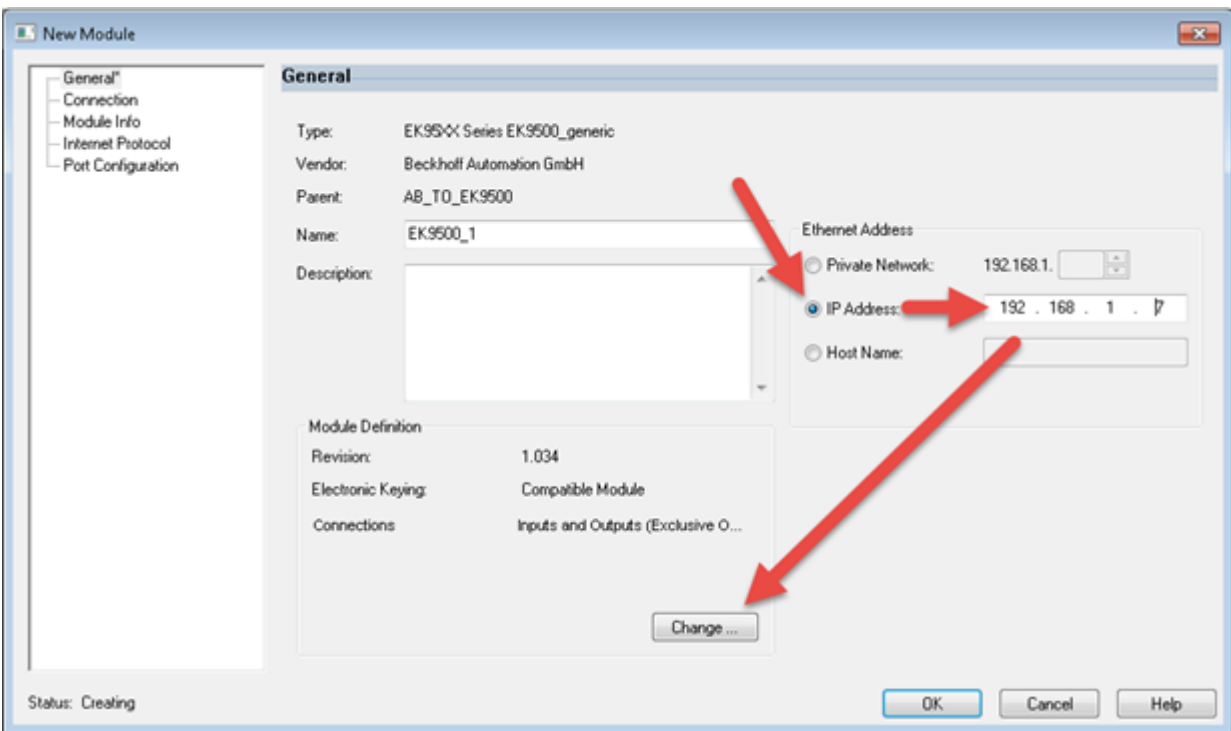 New Module
General*
Connection
Module Info
Internet Protocol
Port Configuration
General
Type: EK95XX Series EK9500_generic
Vendor: Beckhoff Automation GmbH
Parent: AB_TO_EK9500
Name: EK9500_1
Description:
Ethernet Address
Private Network: 192.168.1.
IP Address: 192 . 168 . 1 . 7
Host Name:
Module Definition
Revision: 1.034
Electronic Keying: Compatible Module
Connections Inputs and Outputs (Exclusive O...
Change ...
Status: Creating
OK Cancel Help